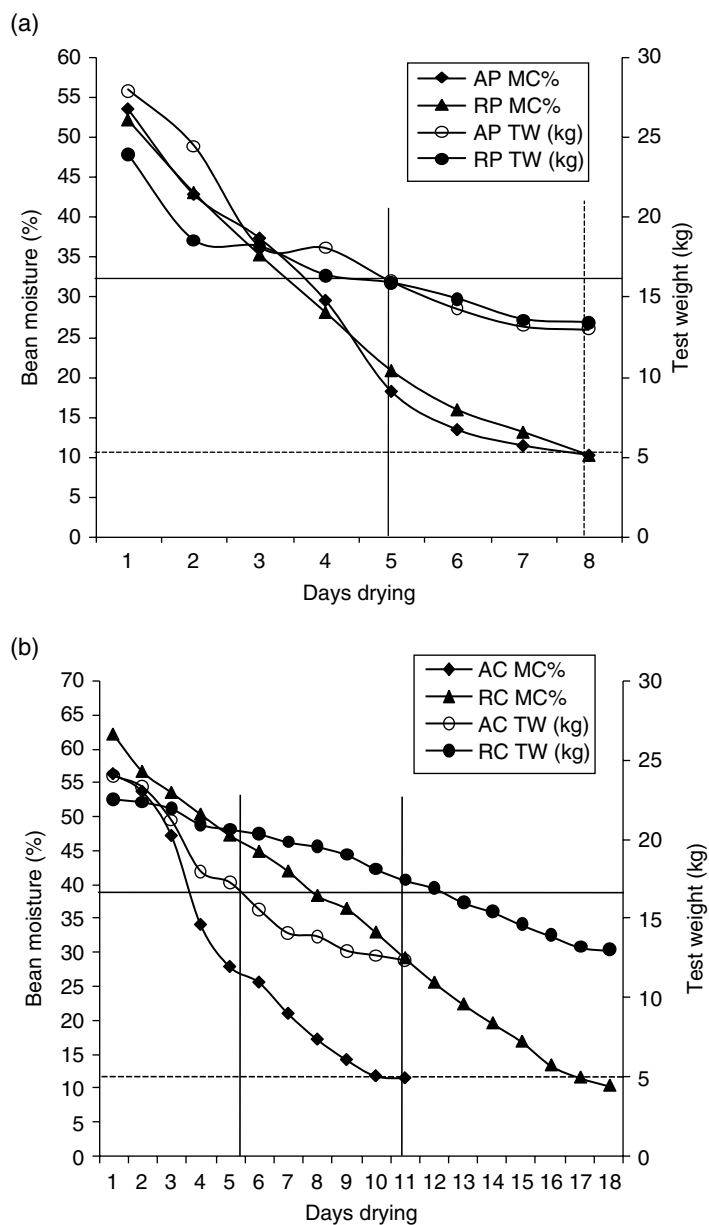 (a)
60
55
50
45
40
35
30
25
20
15
10
5
0
Bean moisture (%)
30
25
20
15
10
5
0
Test weight (kg)
AP MC%
RP MC%
AP TW (kg)
RP TW (kg)
1 2 3 4 5 6 7 8
Days drying
(b)
70
65
60
55
50
45
40
35
30
25
20
15
10
5
0
Bean moisture (%)
30
25
20
15
10
5
0
Test weight (kg)
AC MC%
RC MC%
AC TW (kg)
RC TW (kg)
1 2 3 4 5 6 7 8 9 10 11 12 13 14 15 16 17 18
Days drying